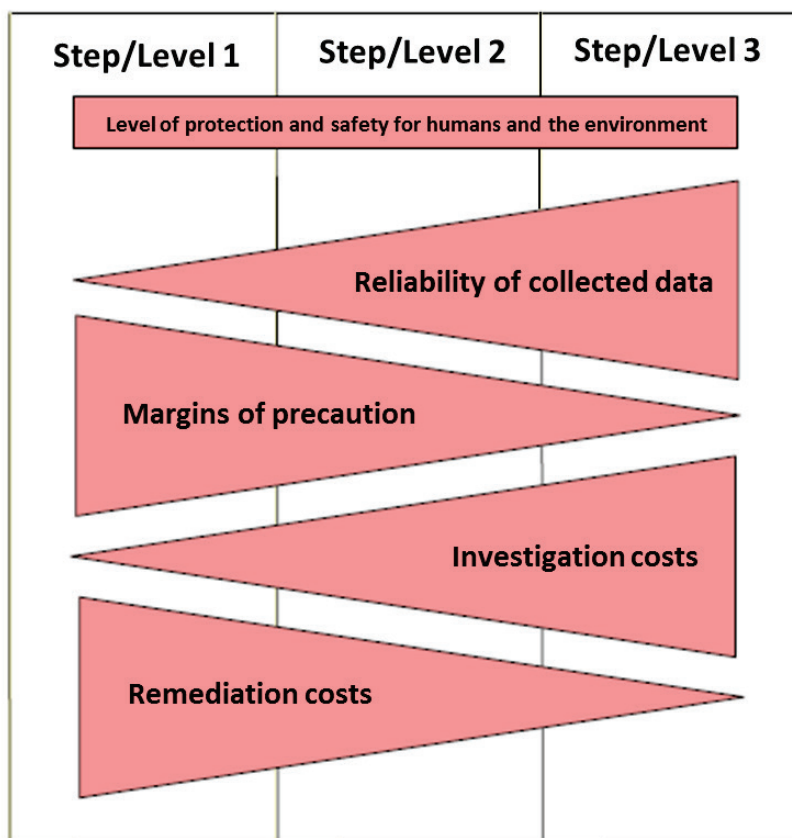 Step/Level 1 Step/Level 2 Step/Level 3
Level of protection and safety for humans and the environment
Reliability of collected data
Margins of precaution
Investigation costs
Remediation costs